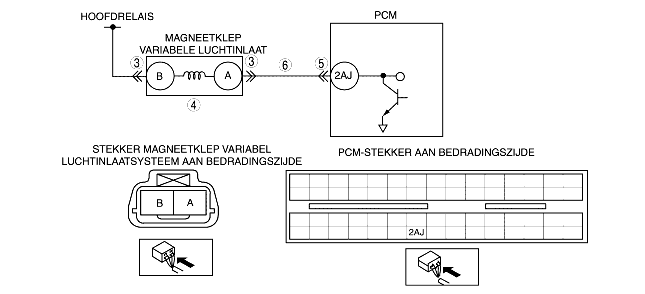 HOOFDRELAIS
MAGNEETKLEP
VARIABELE LUCHTINLAAT
PCM
3
B
A
3
6
5
2AJ
4
STEKKER MAGNEETKLEP VARIABEL
LUCHTINLAATSYSTEEM AAN BEDRADINGSZIJDE
PCM-STEKKER AAN BEDRADINGSZIJDE
B
A
2AJ